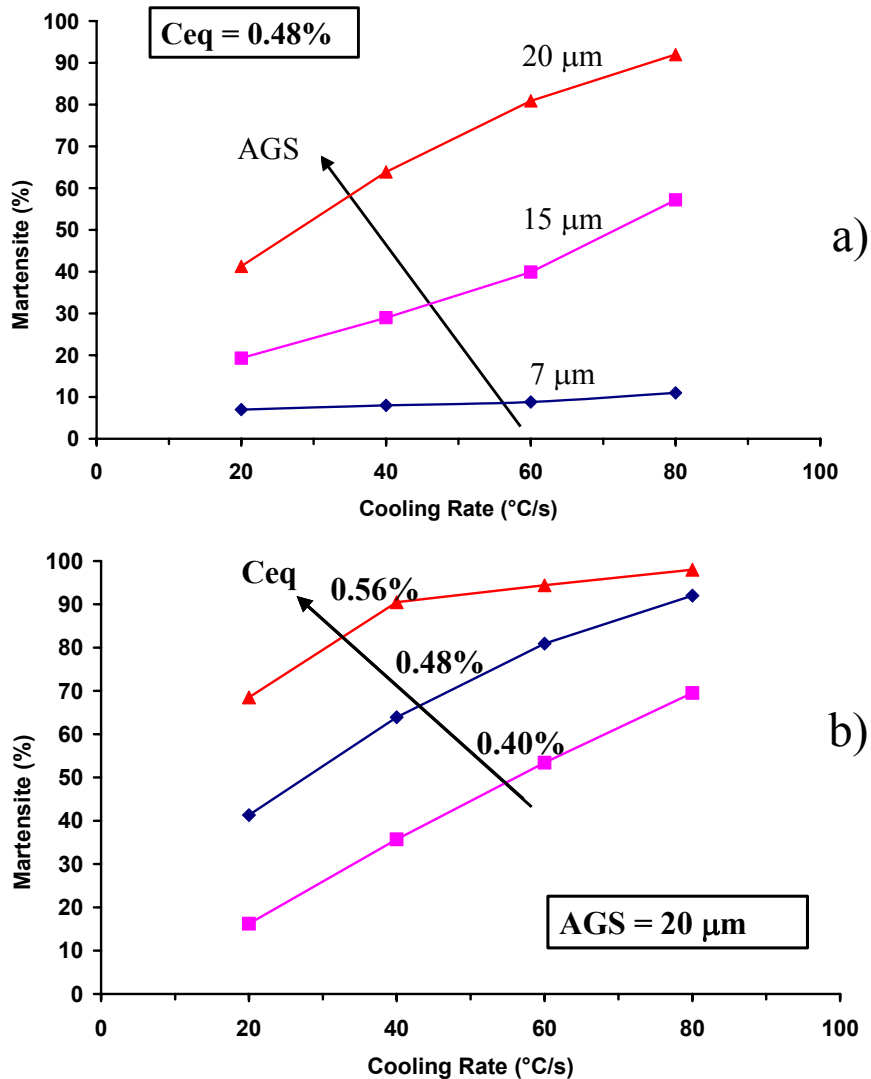 Ceq = 0.48%
100
90
80
70
60
50
40
30
20
10
0
Martensite (%)
20 μm
AGS
15 μm
7 μm
a)
0 20 40 60 80 100
Cooling Rate (°C/s)
100
90
80
70
60
50
40
30
20
10
0
Martensite (%)
Ceq
0.56%
0.48%
0.40%
b)
AGS = 20 μm
0 20 40 60 80 100
Cooling Rate (°C/s)